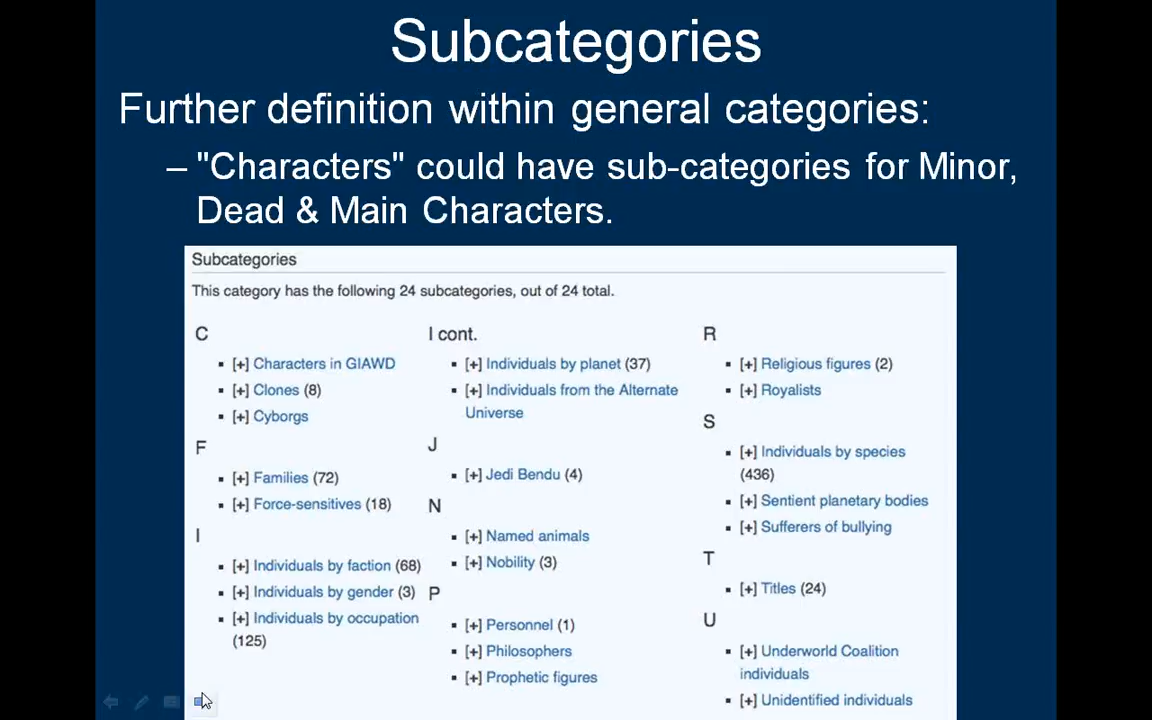 Subcategories
Further definition within general categories:
– "Characters" could have sub-categories for Minor,
Dead & Main Characters.
Subcategories
This category has the following 24 subcategories, out of 24 total.
C
[+] Characters in GIAWD
[+] Clones (8)
[+] Cyborgs
F
[+] Families (72)
[+] Force-sensitives (18)
I
[+] Individuals by faction (68)
[+] Individuals by gender (3)
[+] Individuals by occupation
(125)
I cont.
[+] Individuals by planet (37)
[+] Individuals from the Alternate
Universe
J
[+] Jedi Bendu (4)
N
[+] Named animals
[+] Nobility (3)
P
[+] Personnel (1)
[+] Philosophers
[+] Prophetic figures
R
[+] Religious figures (2)
[+] Royalists
S
[+] Individuals by species
(436)
[+] Sentient planetary bodies
[+] Sufferers of bullying
T
[+] Titles (24)
U
[+] Underworld Coalition
individuals
[+] Unidentified individuals